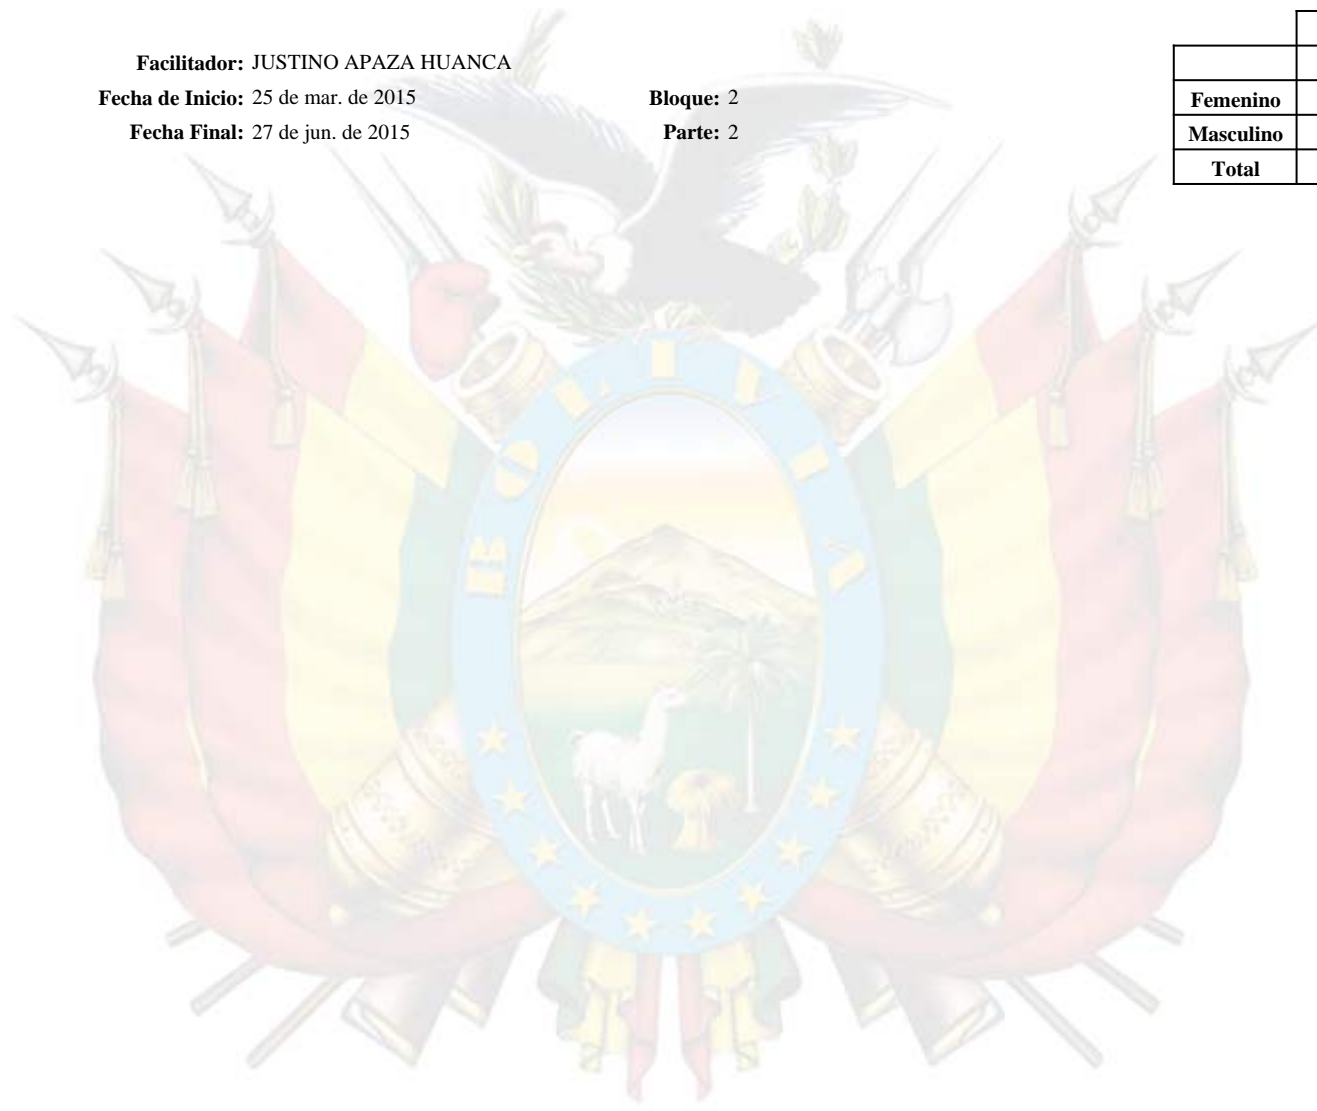 Facilitador: JUSTINO APAZA HUANCA
Fecha de Inicio: 25 de mar. de 2015
Bloque: 2
Fecha Final: 27 de jun. de 2015
Parte: 2
Femenino
Masculino
Total
BOLIVIA